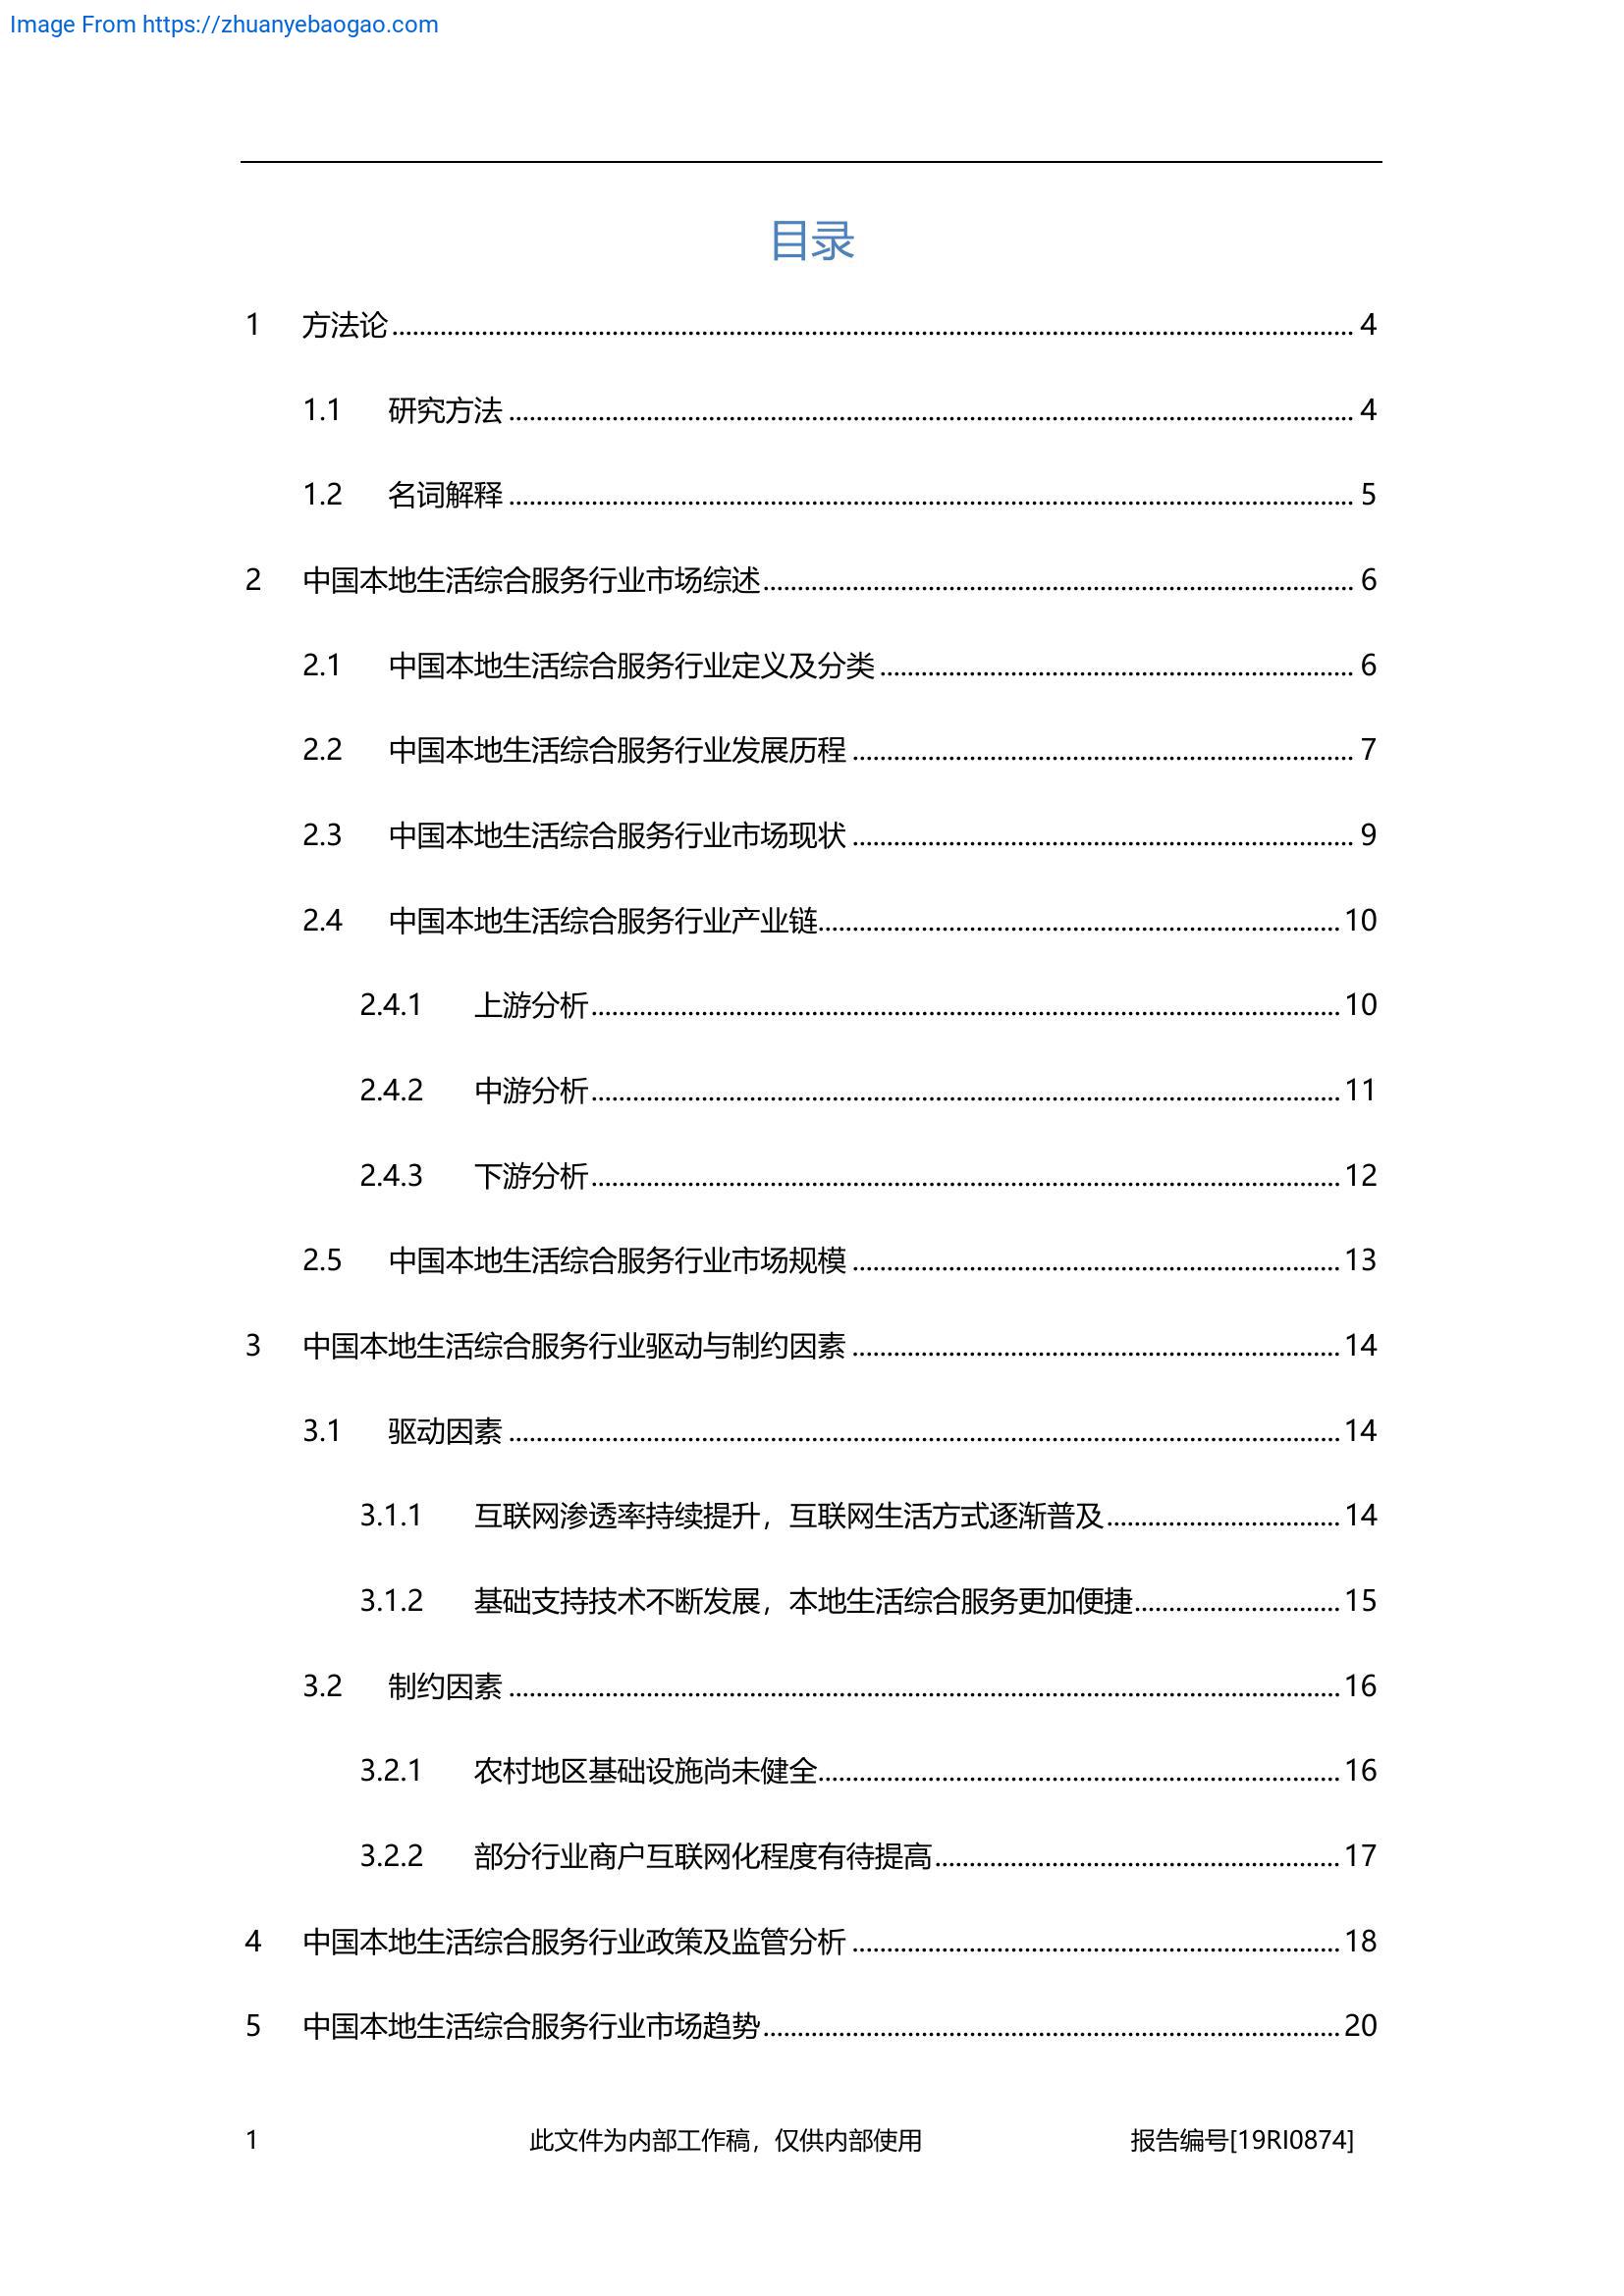 Image From https://zhuanyebaogao.com
目录
1 方法论 4
1.1 研究方法 4
1.2 名词解释 5
2 中国本地生活综合服务行业市场综述 6
2.1 中国本地生活综合服务行业定义及分类 6
2.2 中国本地生活综合服务行业发展历程 7
2.3 中国本地生活综合服务行业市场现状 9
2.4 中国本地生活综合服务行业产业链 10
2.4.1 上游分析 10
2.4.2 中游分析 11
2.4.3 下游分析 12
2.5 中国本地生活综合服务行业市场规模 13
3 中国本地生活综合服务行业驱动与制约因素 14
3.1 驱动因素 14
3.1.1 互联网渗透率持续提升，互联网生活方式逐渐普及 14
3.1.2 基础支持技术不断发展，本地生活综合服务更加便捷 15
3.2 制约因素 16
3.2.1 农村地区基础设施尚未健全 16
3.2.2 部分行业商户互联网化程度有待提高 17
4 中国本地生活综合服务行业政策及监管分析 18
5 中国本地生活综合服务行业市场趋势 20
1 此文件为内部工作稿，仅供内部使用 报告编号[19RI0874]